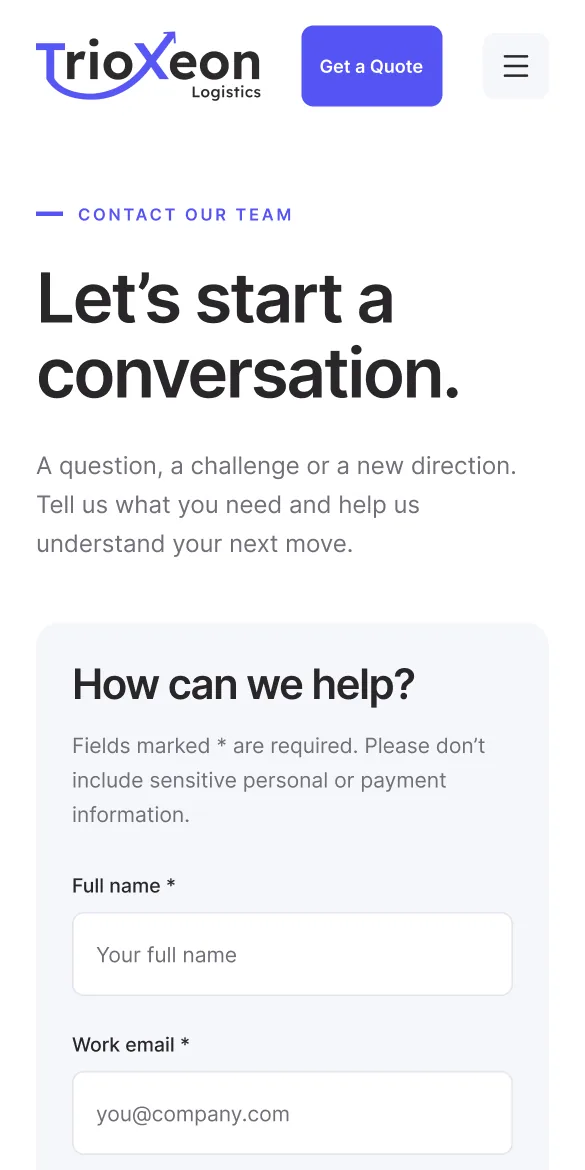 TrioXeon
Logistics
Get a Quote
CONTACT OUR TEAM
Let’s start a
conversation.
A question, a challenge or a new direction.
Tell us what you need and help us
understand your next move.
How can we help?
Fields marked * are required. Please don’t
include sensitive personal or payment
information.
Full name *
Your full name
Work email *
you@company.com